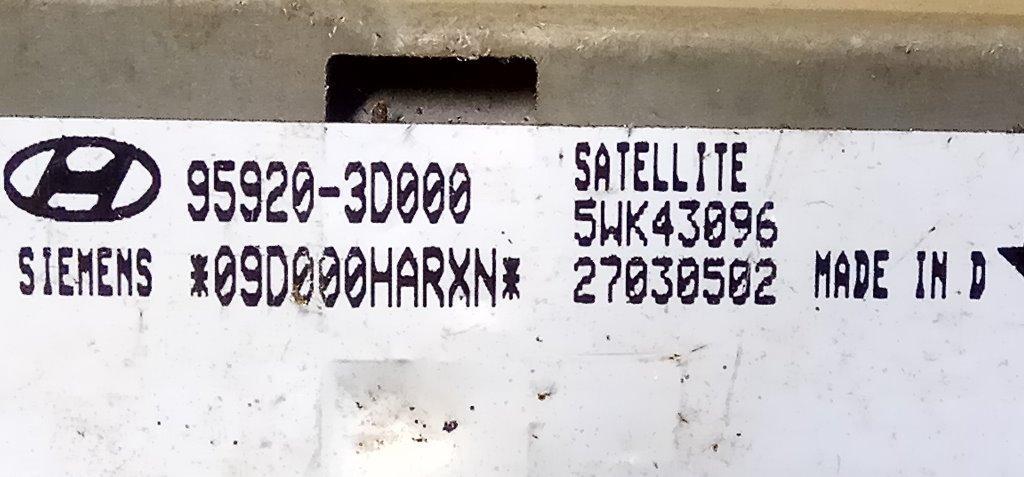 95920-3D000
SIEMENS *09D000HARXN*
SATELLITE
5WK43096
27030502 MADE IN D